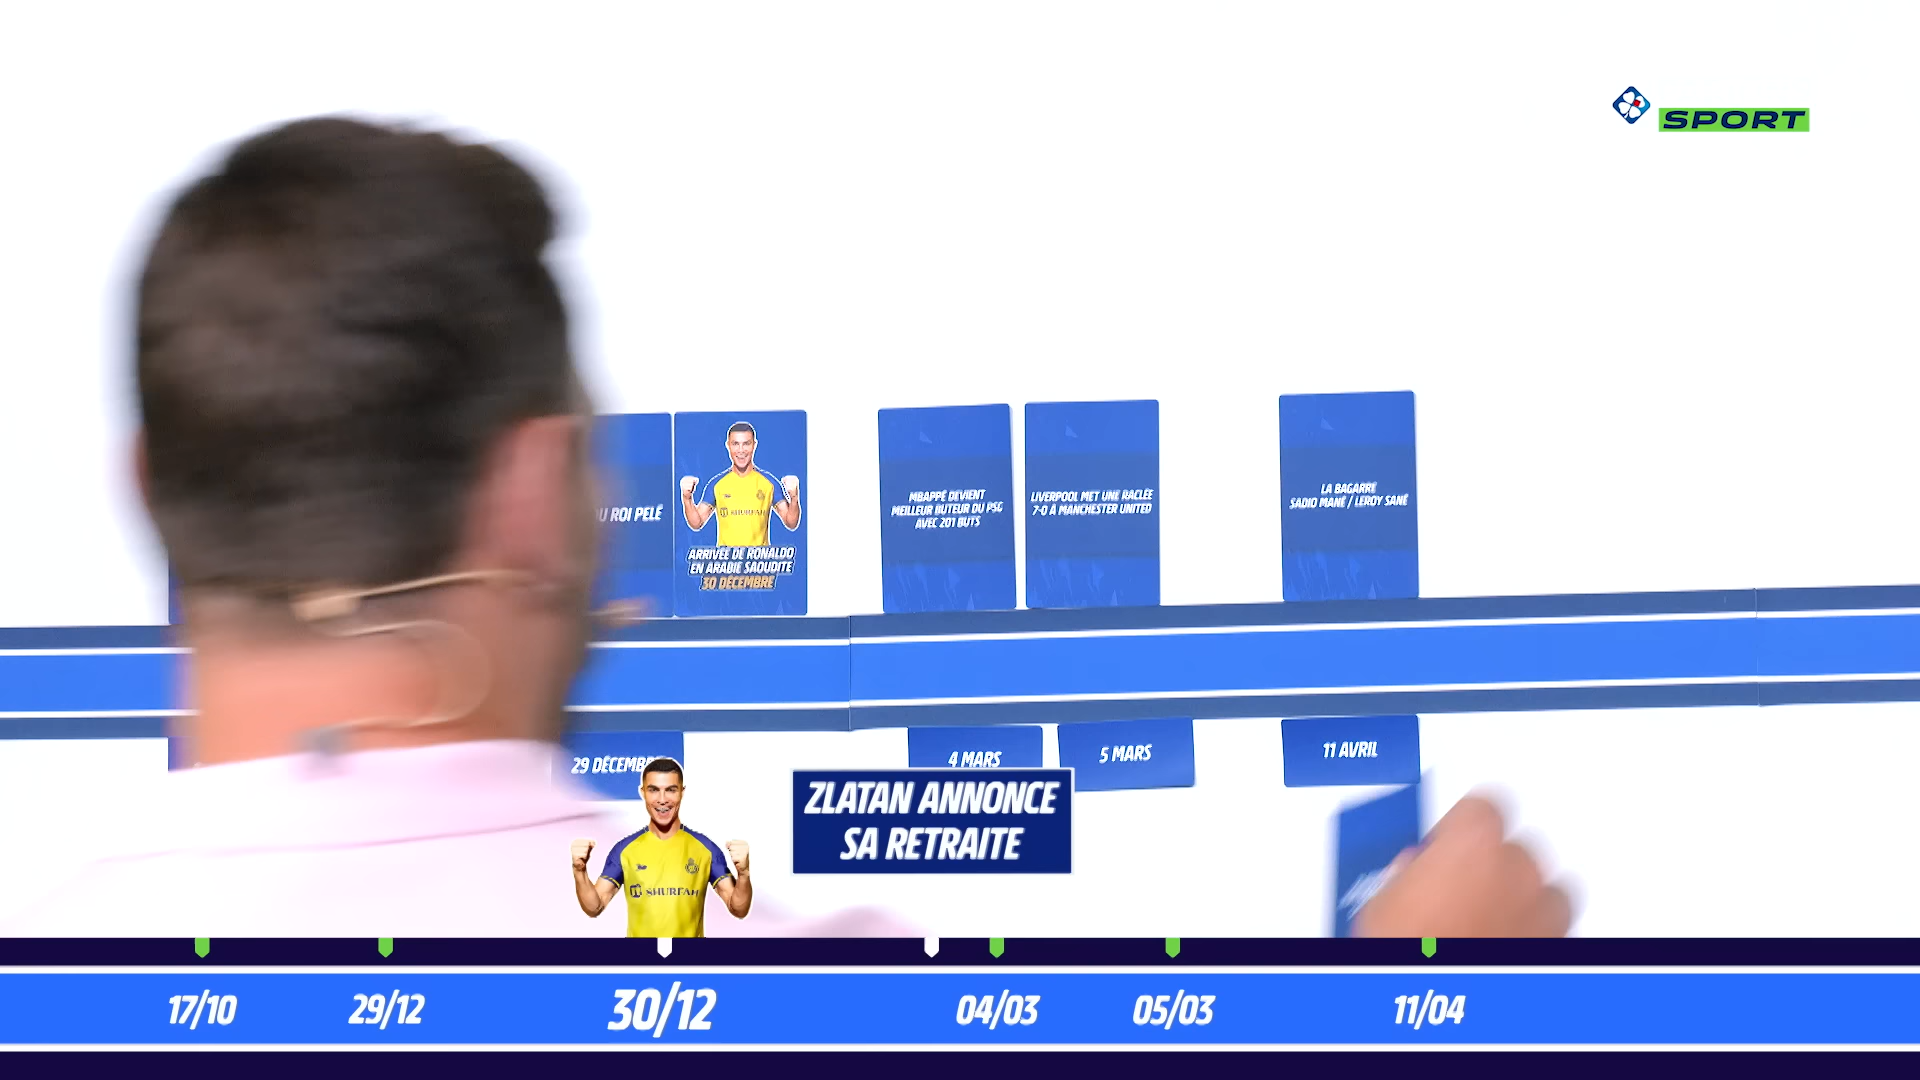 SPORT
U ROI PELÉ
ARRIVÉE DE RONALDO
EN ARABIE SAOUDITE
30 DÉCEMBRE
MBAPPÉ DEVIENT
MEILLEUR BUTEUR DU PSG
AVEC 201 BUTS
LIVERPOOL MET UNE RACLÉE
7-0 À MANCHESTER UNITED
LA BAGARRE
SADIO MANÉ / LEROY SANÉ
29 DÉCEMB
4 MARS
5 MARS
11 AVRIL
ZLATAN ANNONCE
SA RETRAITE
17/10
29/12
30/12
04/03
05/03
11/04